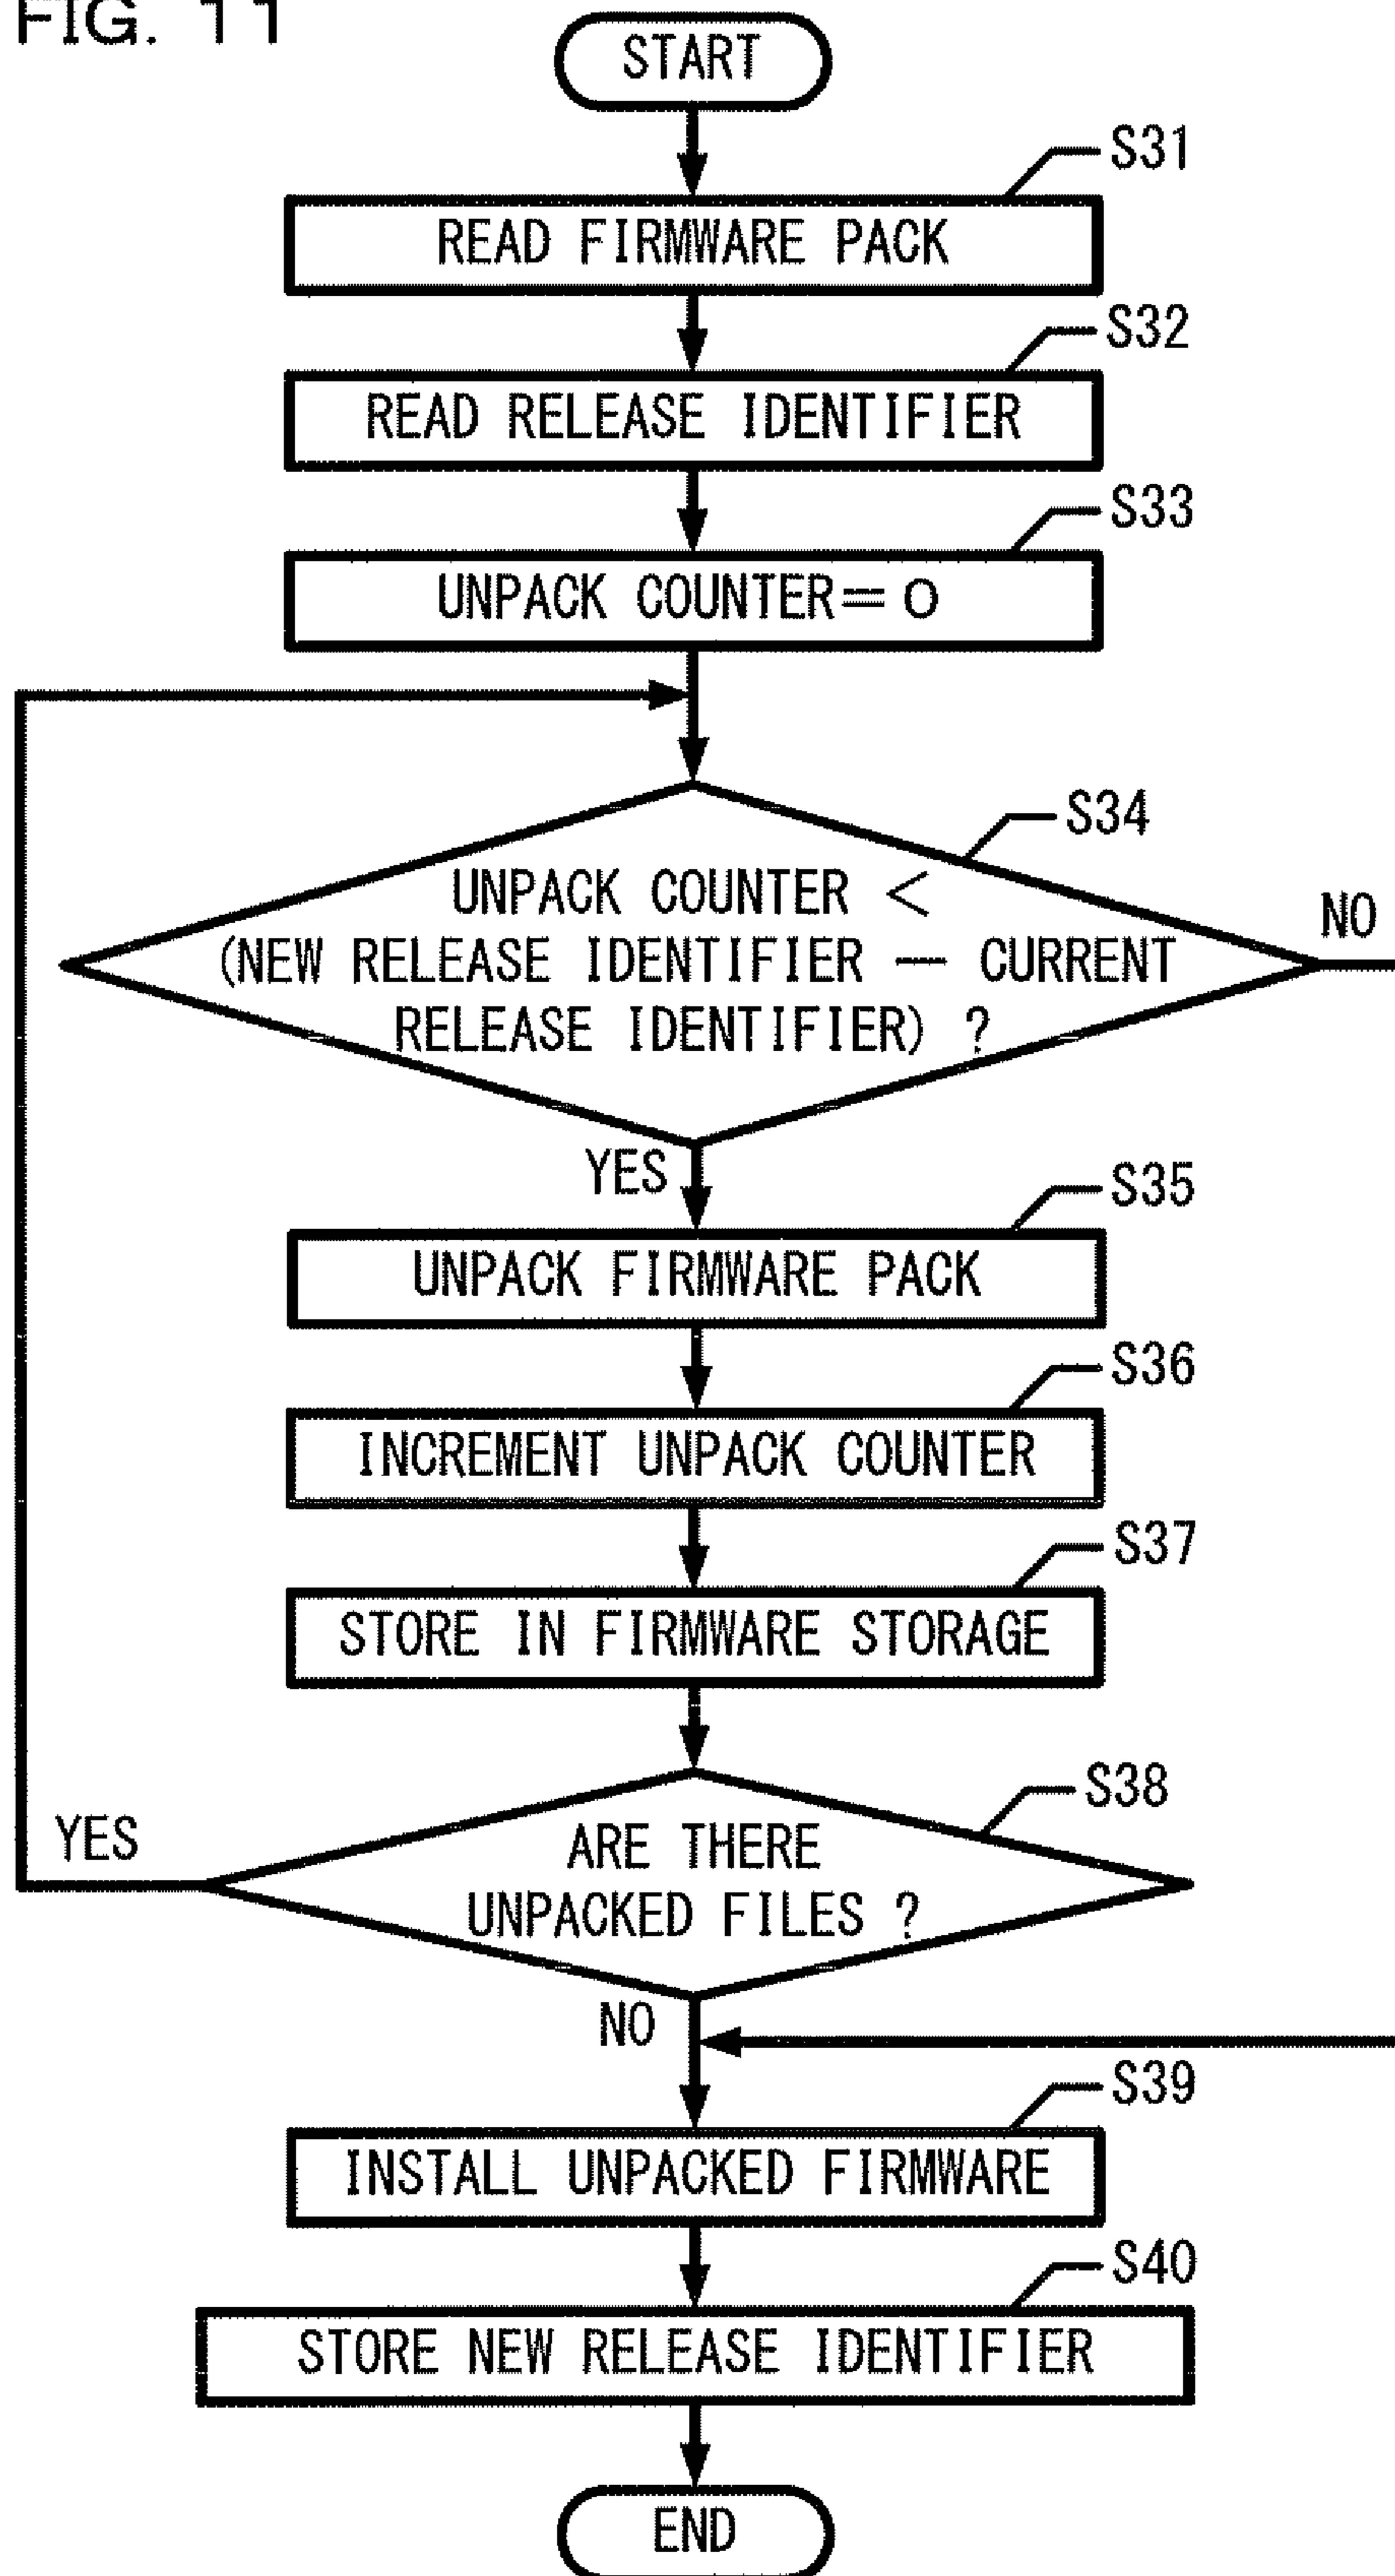 FIG. 11
START
S31
READ FIRMWARE PACK
S32
READ RELEASE IDENTIFIER
S33
UNPACK COUNTER=0
S34
UNPACK COUNTER <
(NEW RELEASE IDENTIFIER — CURRENT
RELEASE IDENTIFIER) ?
NO
YES
S35
UNPACK FIRMWARE PACK
S36
INCREMENT UNPACK COUNTER
S37
STORE IN FIRMWARE STORAGE
S38
YES
ARE THERE
UNPACKED FILES ?
NO
S39
INSTALL UNPACKED FIRMWARE
S40
STORE NEW RELEASE IDENTIFIER
END